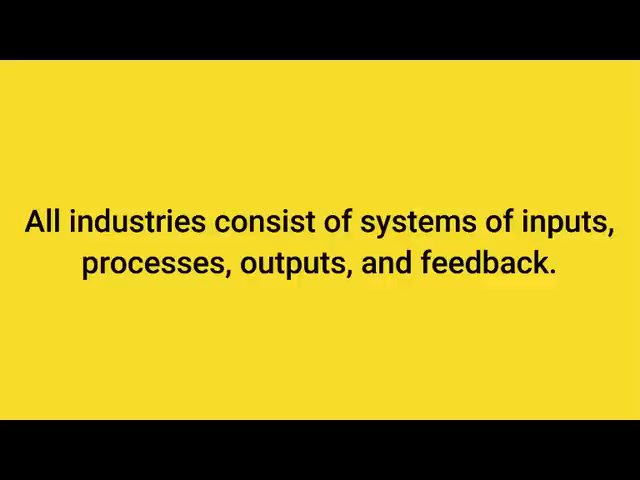 All industries consist of systems of inputs,
processes, outputs, and feedback.